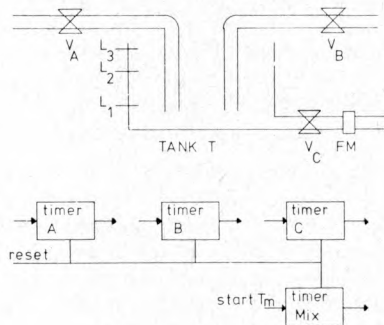 V_A
V_B
L_3
L_2
L_1
TANK T
V_C
FM
timer
A
timer
B
timer
C
reset
start T_m
timer
Mix